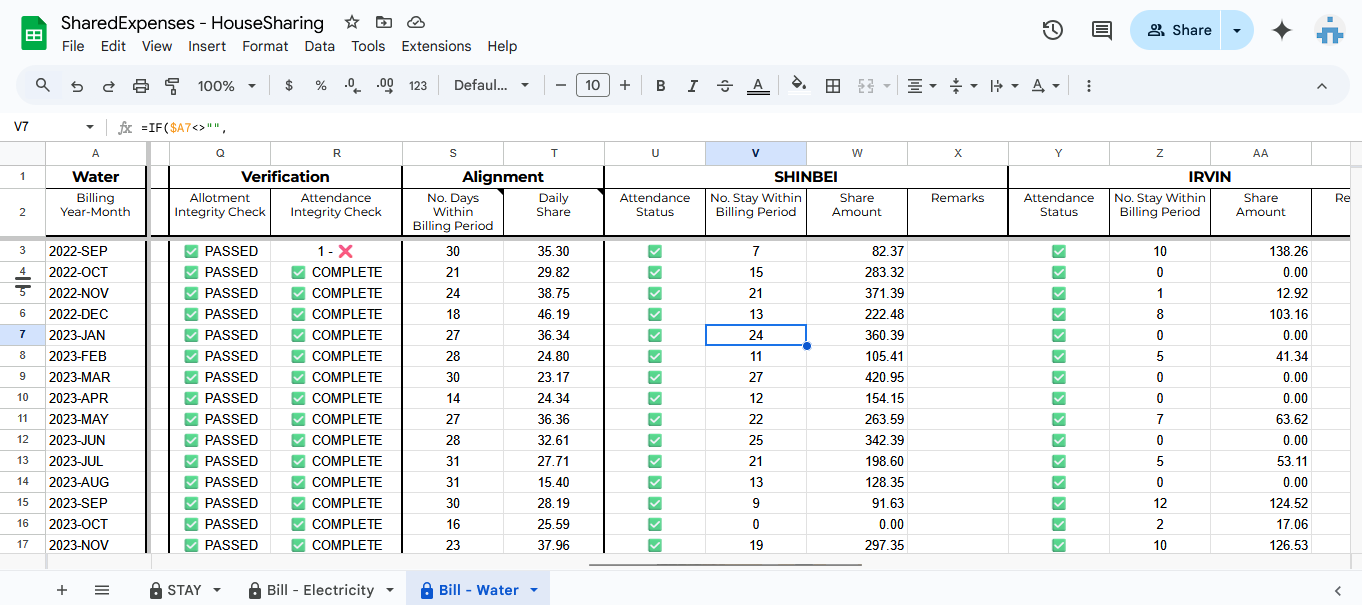 SharedExpenses - HouseSharing
File Edit View Insert Format Data Tools Extensions Help
Share
100% $ % .0 .00 123 Defaul... − 10 + B I S A A
V7 fx =IF($A7<>"",
A Q R S T U V W X Y Z AA
1 Water Verification Alignment SHINBEI IRVIN
2 Billing Year-Month Allotment Integrity Check Attendance Integrity Check No. Days Within Billing Period Daily Share Attendance Status No. Stay Within Billing Period Share Amount Remarks Attendance Status No. Stay Within Billing Period Share Amount Re
3 2022-SEP ✅ PASSED 1 - ❌ 30 35.30 ✅ 7 82.37 ✅ 10 138.26
4 2022-OCT ✅ PASSED ✅ COMPLETE 21 29.82 ✅ 15 283.32 ✅ 0 0.00
5 2022-NOV ✅ PASSED ✅ COMPLETE 24 38.75 ✅ 21 371.39 ✅ 1 12.92
6 2022-DEC ✅ PASSED ✅ COMPLETE 18 46.19 ✅ 13 222.48 ✅ 8 103.16
7 2023-JAN ✅ PASSED ✅ COMPLETE 27 36.34 ✅ 24 360.39 ✅ 0 0.00
8 2023-FEB ✅ PASSED ✅ COMPLETE 28 24.80 ✅ 11 105.41 ✅ 5 41.34
9 2023-MAR ✅ PASSED ✅ COMPLETE 30 23.17 ✅ 27 420.95 ✅ 0 0.00
10 2023-APR ✅ PASSED ✅ COMPLETE 14 24.34 ✅ 12 154.15 ✅ 0 0.00
11 2023-MAY ✅ PASSED ✅ COMPLETE 27 36.36 ✅ 22 263.59 ✅ 7 63.62
12 2023-JUN ✅ PASSED ✅ COMPLETE 28 32.61 ✅ 25 342.39 ✅ 0 0.00
13 2023-JUL ✅ PASSED ✅ COMPLETE 31 27.71 ✅ 21 198.60 ✅ 5 53.11
14 2023-AUG ✅ PASSED ✅ COMPLETE 31 15.40 ✅ 13 128.35 ✅ 0 0.00
15 2023-SEP ✅ PASSED ✅ COMPLETE 30 28.19 ✅ 9 91.63 ✅ 12 124.52
16 2023-OCT ✅ PASSED ✅ COMPLETE 16 25.59 ✅ 0 0.00 ✅ 2 17.06
17 2023-NOV ✅ PASSED ✅ COMPLETE 23 37.96 ✅ 19 297.35 ✅ 10 126.53
STAY Bill - Electricity Bill - Water